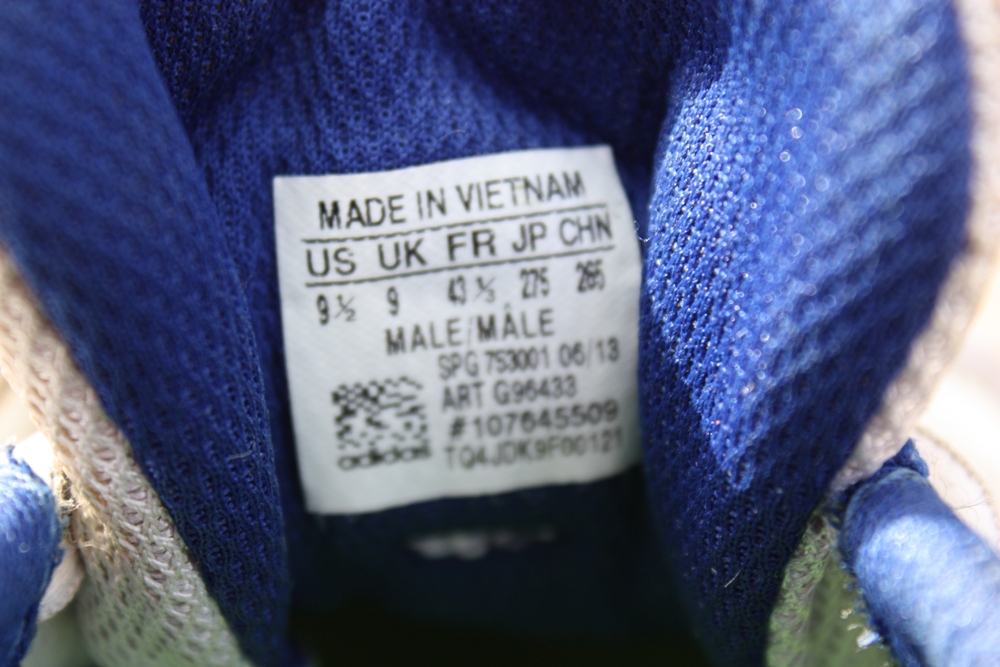 MADE IN VIETNAM
US UK FR JP CHN
9½ 9 43⅓ 275 265
MALE/MÂLE
SPG 753001 06/13
ART G96433
#107645509
TQ4JDK9F00121
adidas